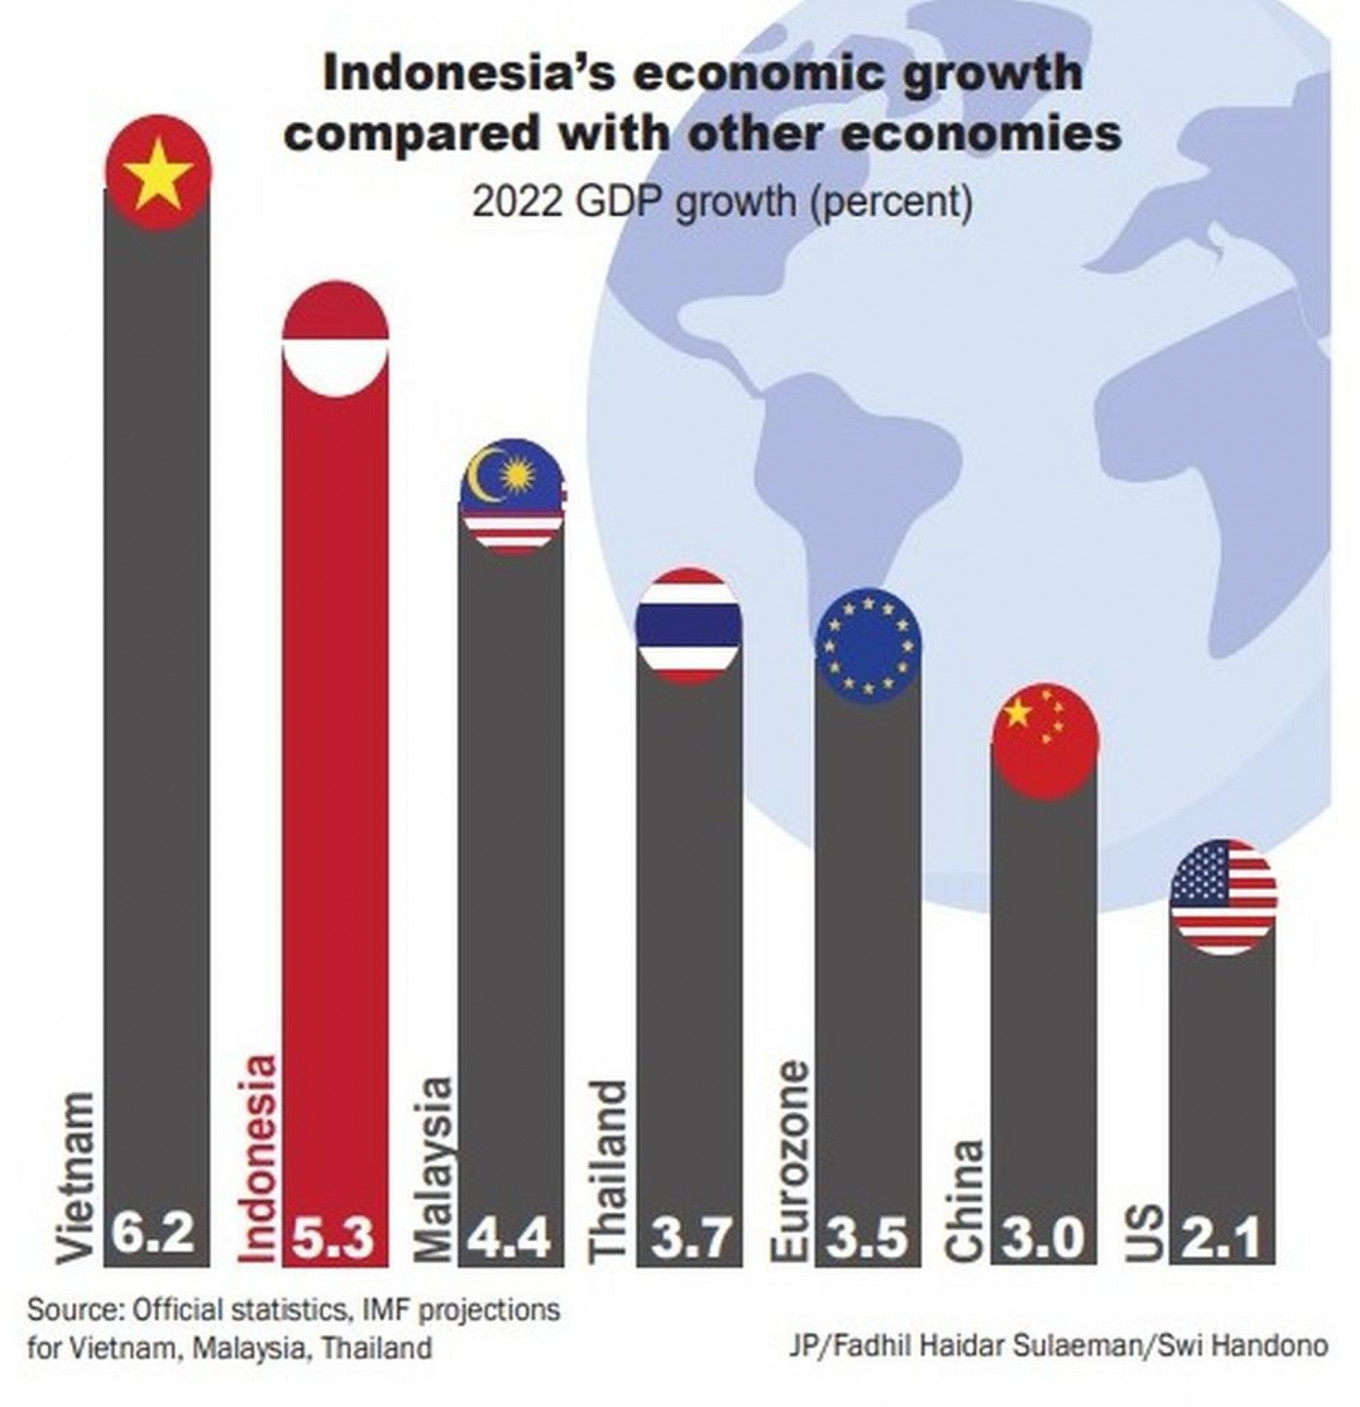 Indonesia's economic growth
compared with other economies
2022 GDP growth (percent)
Vietnam
6.2
Indonesia
5.3
Malaysia
4.4
Thailand
3.7
Eurozone
3.5
China
3.0
US
2.1
Source: Official statistics, IMF projections
for Vietnam, Malaysia, Thailand
JP/Fadhil Haidar Sulaeman/Swi Handono